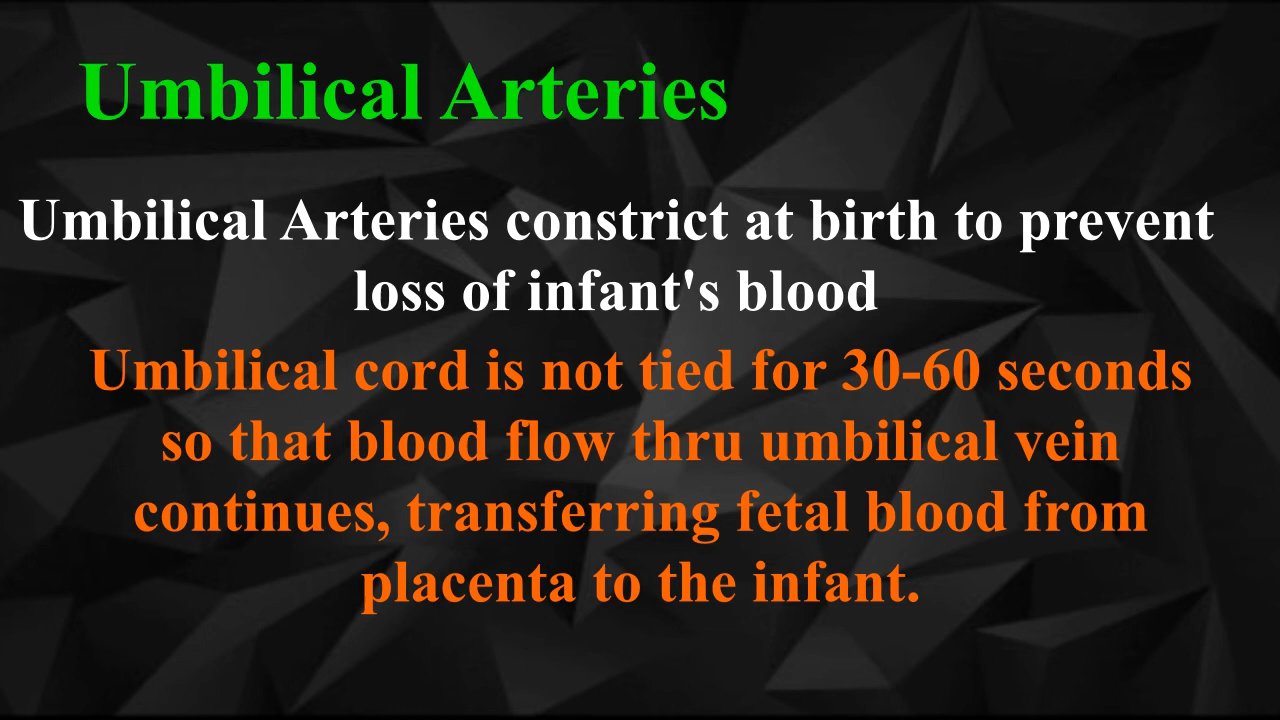 Umbilical Arteries
Umbilical Arteries constrict at birth to prevent
loss of infant's blood
Umbilical cord is not tied for 30-60 seconds
so that blood flow thru umbilical vein
continues, transferring fetal blood from
placenta to the infant.